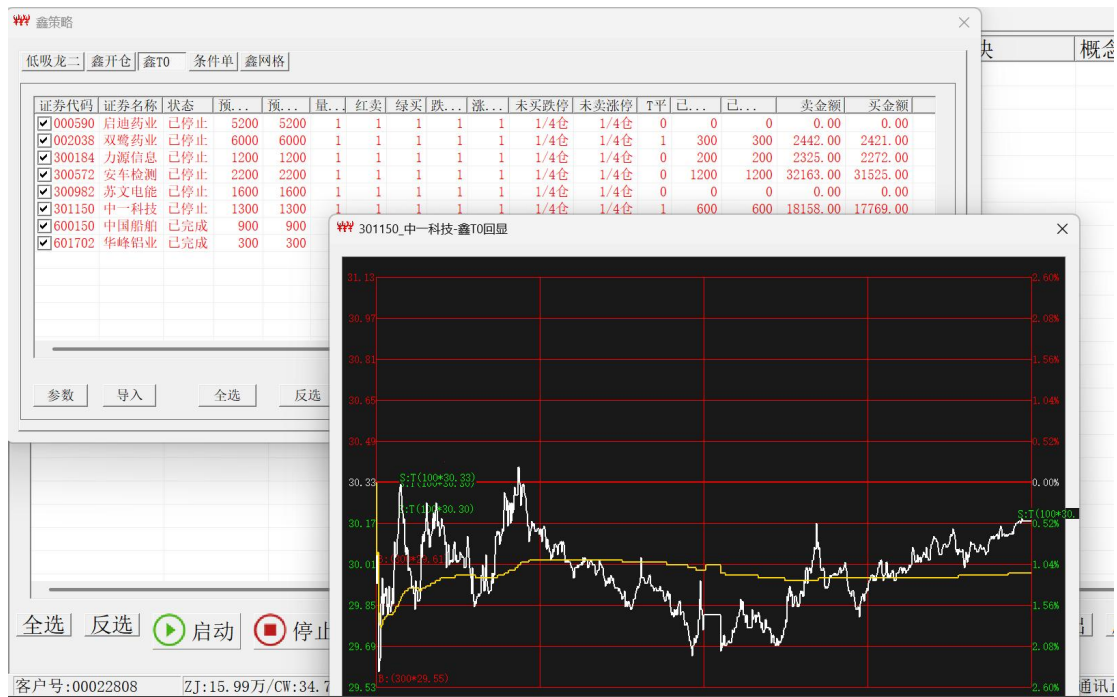 鑫策略
低吸龙二 鑫开仓 鑫T0 条件单 鑫网格
块 概念
证券代码 证券名称 状态 预... 预... 量... 红卖 绿买 跌... 涨... 未买跌停 未卖涨停 T平 已... 已... 卖金额 买金额
000590 启迪药业 已停止 5200 5200 1 1 1 1 1 1/4仓 1/4仓 0 0 0 0.00 0.00
002038 双鹭药业 已停止 6000 6000 1 1 1 1 1 1/4仓 1/4仓 1 300 300 2442.00 2421.00
300184 力源信息 已停止 1200 1200 1 1 1 1 1 1/4仓 1/4仓 0 200 200 2325.00 2272.00
300572 安车检测 已停止 2200 2200 1 1 1 1 1 1/4仓 1/4仓 0 1200 1200 32163.00 31525.00
300982 苏文电能 已停止 1600 1600 1 1 1 1 1 1/4仓 1/4仓 0 0 0 0.00 0.00
301150 中一科技 已停止 1300 1300 1 1 1 1 1 1/4仓 1/4仓 1 600 600 18158.00 17769.00
600150 中国船舶 已完成 900 900
601702 华峰铝业 已完成 300 300
参数 导入 全选 反选
301150_中一科技-鑫T0回显
31.13 2.60%
30.97 2.08%
30.81 1.56%
30.65 1.04%
30.49 0.52%
S:T(100*30.33)
30.33 0.00%
S:T(100*30.30)
S:T(100*30.
30.17 0.52%
30.01 1.04%
29.85 1.56%
29.69 2.08%
B:(300*29.55)
29.53 2.60%
全选 反选 启动 停止
客户号:00022808 ZJ:15.99万/CW:34.7
通讯